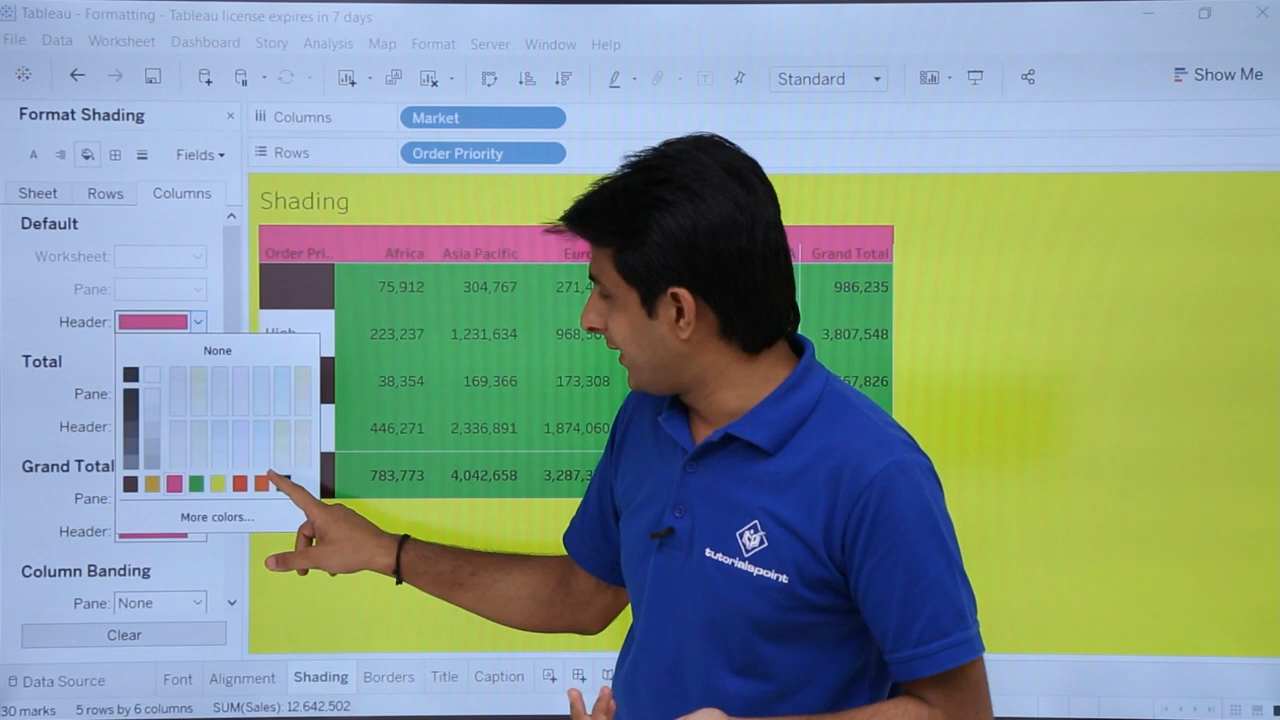 Tableau - Formatting - Tableau license expires in 7 days
File Data Worksheet Dashboard Story Analysis Map Format Server Window Help
Standard
Show Me
Format Shading
Fields
Sheet Rows Columns
Default
Worksheet:
Pane:
Header:
None
Total
Pane:
Header:
Grand Total
Pane:
Header:
More colors...
Column Banding
Pane: None
Clear
Columns Market
Rows Order Priority
Shading
Order Pri.. Africa Asia Pacific Grand Total
75,912 304,767 986,235
High 223,237 1,231,634 3,807,548
38,354 169,366 173,308
446,271 2,336,891 1,874,060
783,773 4,042,658
tutorialspoint
Data Source Font Alignment Shading Borders Title Caption
30 marks 5 rows by 6 columns SUM(Sales): 12,642,502